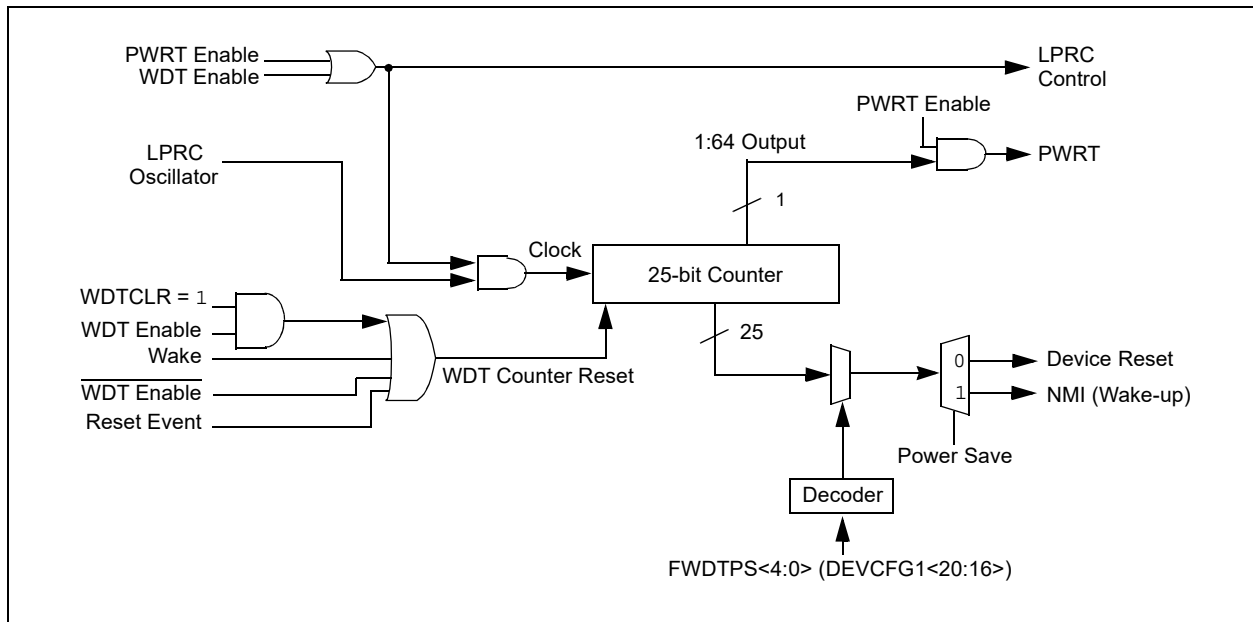 PWRT Enable
WDT Enable
LPRC
Control
PWRT Enable
1:64 Output
LPRC
Oscillator
PWRT
1
Clock
25-bit Counter
WDTCLR = 1
WDT Enable
Wake
WDT Enable
Reset Event
WDT Counter Reset
25
0
Device Reset
1
NMI (Wake-up)
Power Save
Decoder
FWDTPS<4:0> (DEVCFG1<20:16>)